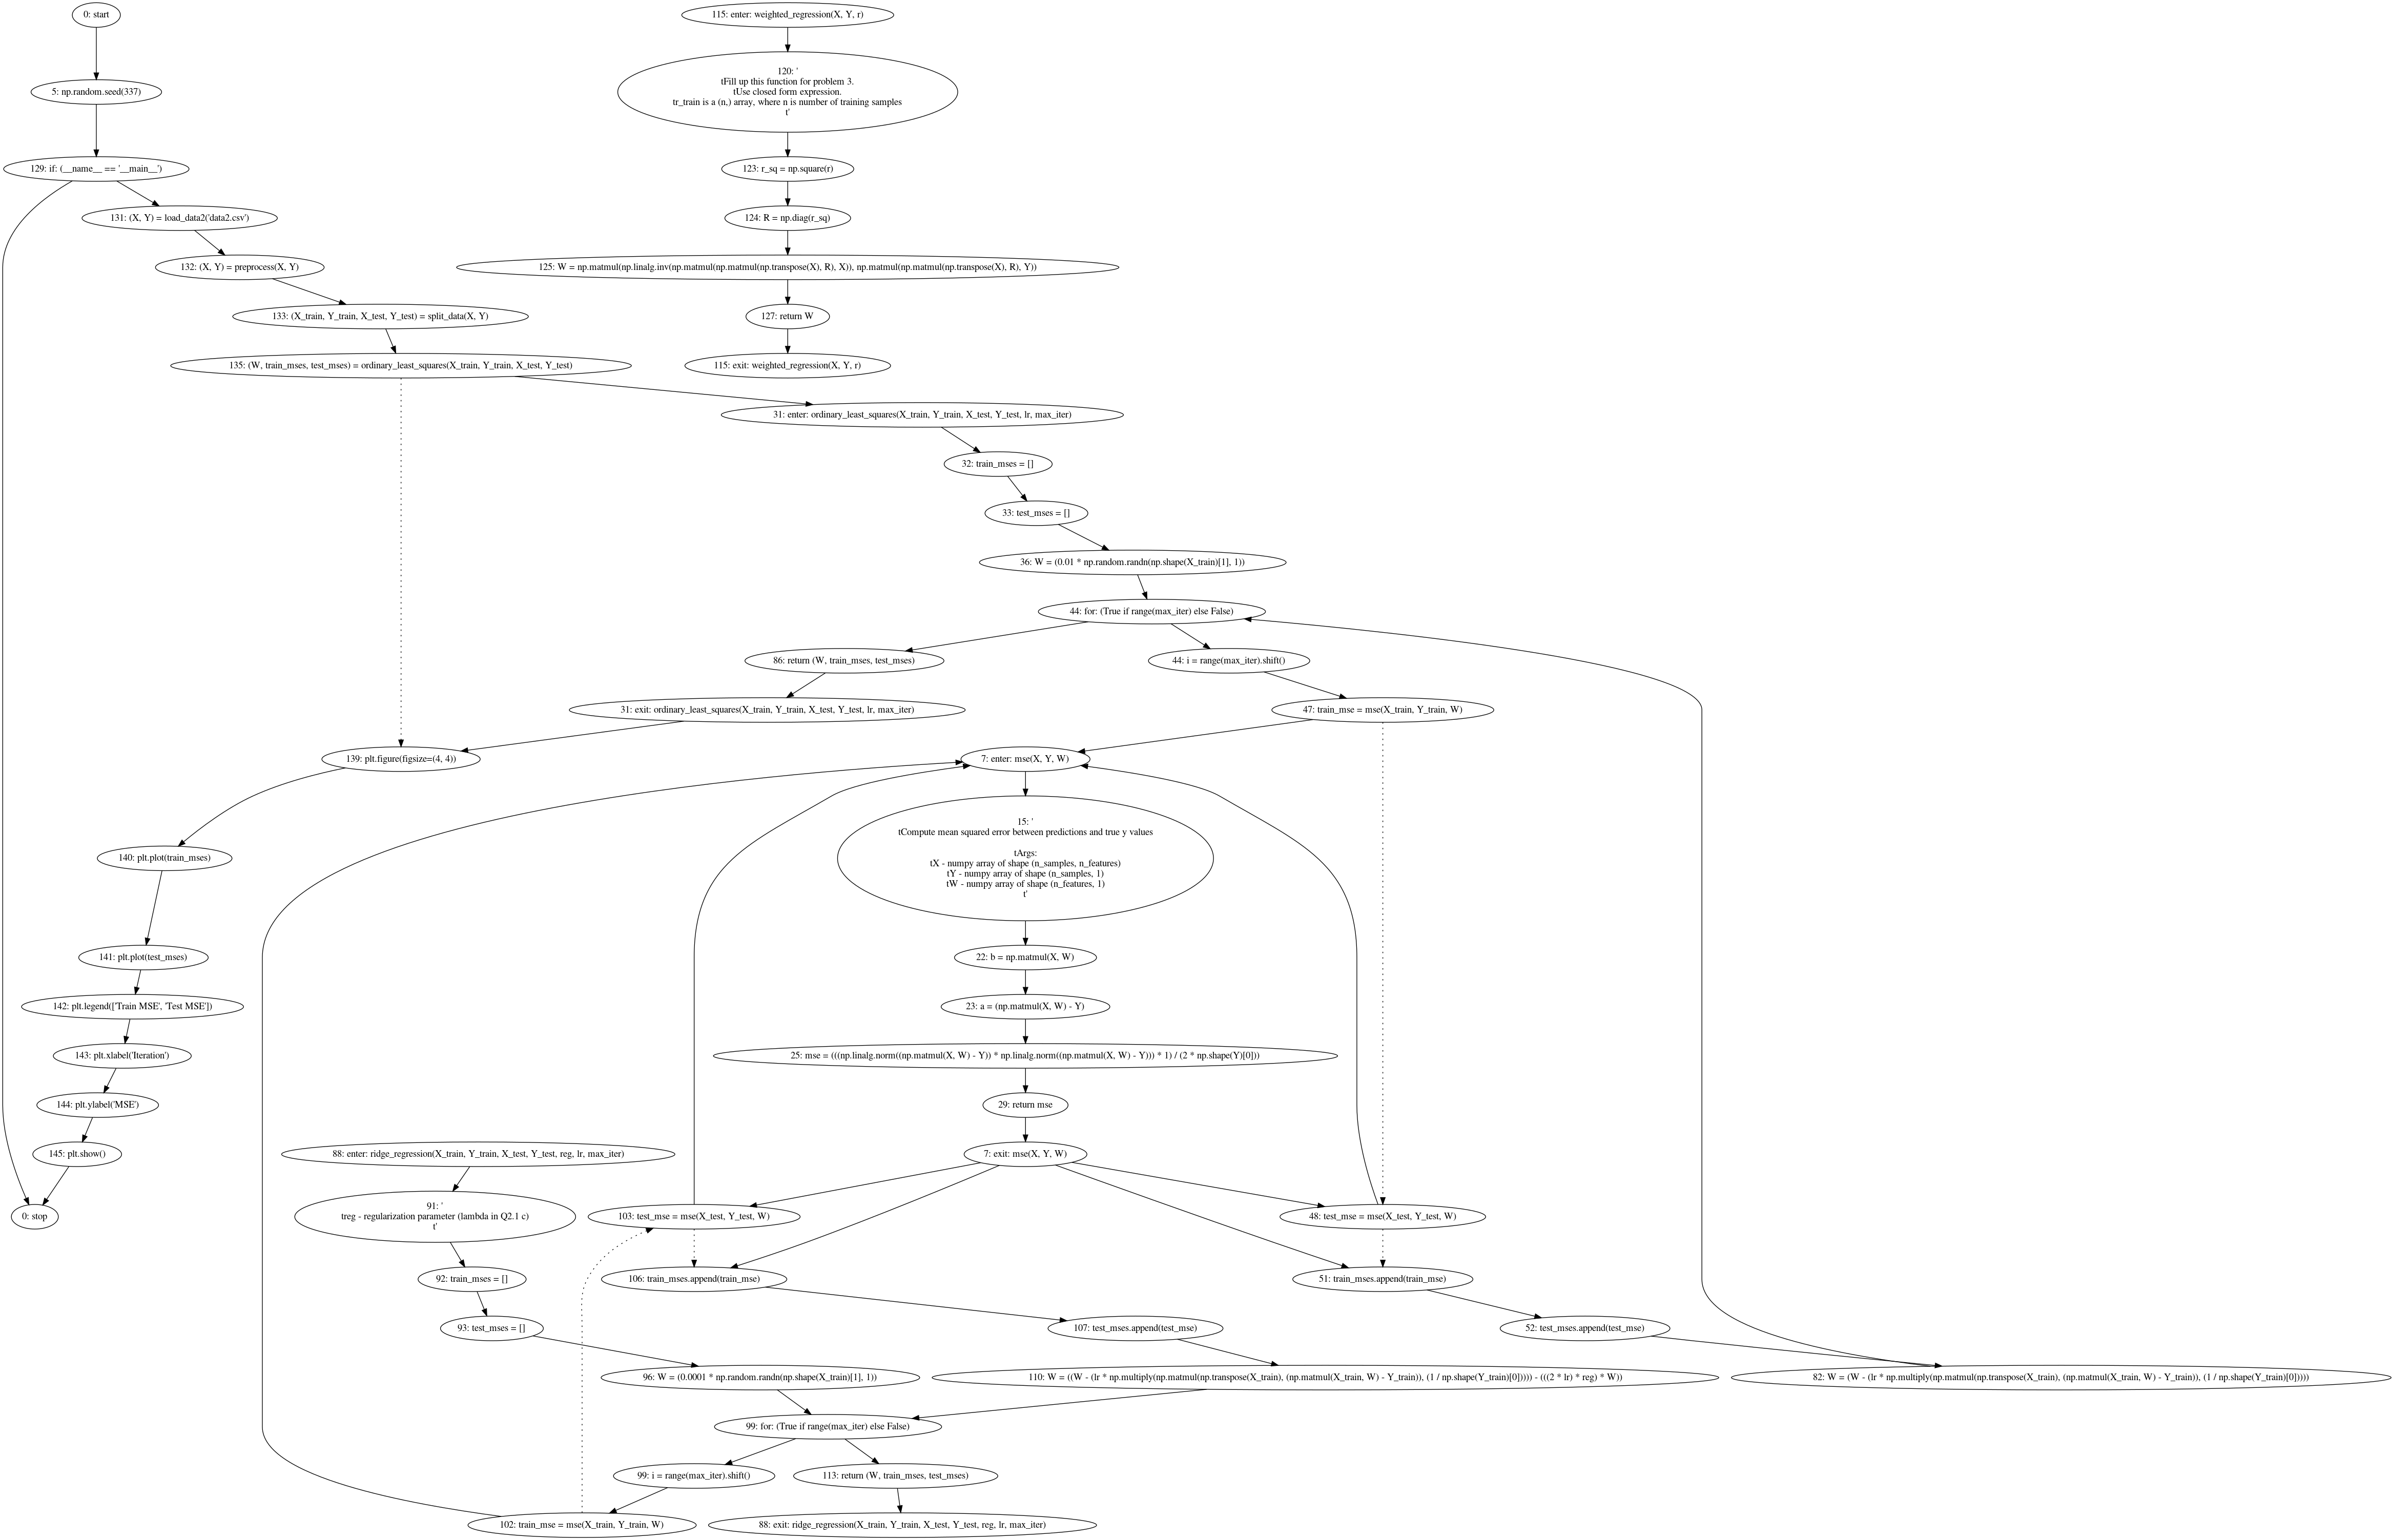 0: start
115: enter: weighted_regression(X, Y, r)
5: np.random.seed(337)
120: '
tFill up this function for problem 3.
tUse closed form expression.
tr_train is a (n,) array, where n is number of training samples
t'
129: if: (__name__ == '__main__')
123: r_sq = np.square(r)
131: (X, Y) = load_data2('data2.csv')
124: R = np.diag(r_sq)
132: (X, Y) = preprocess(X, Y)
125: W = np.matmul(np.linalg.inv(np.matmul(np.matmul(np.transpose(X), R), X)), np.matmul(np.matmul(np.transpose(X), R), Y))
133: (X_train, Y_train, X_test, Y_test) = split_data(X, Y)
127: return W
135: (W, train_mses, test_mses) = ordinary_least_squares(X_train, Y_train, X_test, Y_test)
115: exit: weighted_regression(X, Y, r)
31: enter: ordinary_least_squares(X_train, Y_train, X_test, Y_test, lr, max_iter)
32: train_mses = []
33: test_mses = []
36: W = (0.01 * np.random.randn(np.shape(X_train)[1], 1))
44: for: (True if range(max_iter) else False)
86: return (W, train_mses, test_mses)
44: i = range(max_iter).shift()
31: exit: ordinary_least_squares(X_train, Y_train, X_test, Y_test, lr, max_iter)
47: train_mse = mse(X_train, Y_train, W)
139: plt.figure(figsize=(4, 4))
7: enter: mse(X, Y, W)
140: plt.plot(train_mses)
15: '
tCompute mean squared error between predictions and true y values
tArgs:
tX - numpy array of shape (n_samples, n_features)
tY - numpy array of shape (n_samples, 1)
tW - numpy array of shape (n_features, 1)
t'
141: plt.plot(test_mses)
22: b = np.matmul(X, W)
142: plt.legend(['Train MSE', 'Test MSE'])
23: a = (np.matmul(X, W) - Y)
143: plt.xlabel('Iteration')
25: mse = (((np.linalg.norm((np.matmul(X, W) - Y)) * np.linalg.norm((np.matmul(X, W) - Y))) * 1) / (2 * np.shape(Y)[0]))
144: plt.ylabel('MSE')
29: return mse
145: plt.show()
88: enter: ridge_regression(X_train, Y_train, X_test, Y_test, reg, lr, max_iter)
7: exit: mse(X, Y, W)
0: stop
91: '
treg - regularization parameter (lambda in Q2.1 c)
t'
103: test_mse = mse(X_test, Y_test, W)
48: test_mse = mse(X_test, Y_test, W)
92: train_mses = []
106: train_mses.append(train_mse)
51: train_mses.append(train_mse)
93: test_mses = []
107: test_mses.append(test_mse)
52: test_mses.append(test_mse)
96: W = (0.0001 * np.random.randn(np.shape(X_train)[1], 1))
110: W = ((W - (lr * np.multiply(np.matmul(np.transpose(X_train), (np.matmul(X_train, W) - Y_train)), (1 / np.shape(Y_train)[0])))) - (((2 * lr) * reg) * W))
82: W = (W - (lr * np.multiply(np.matmul(np.transpose(X_train), (np.matmul(X_train, W) - Y_train)), (1 / np.shape(Y_train)[0]))))
99: for: (True if range(max_iter) else False)
99: i = range(max_iter).shift()
113: return (W, train_mses, test_mses)
102: train_mse = mse(X_train, Y_train, W)
88: exit: ridge_regression(X_train, Y_train, X_test, Y_test, reg, lr, max_iter)